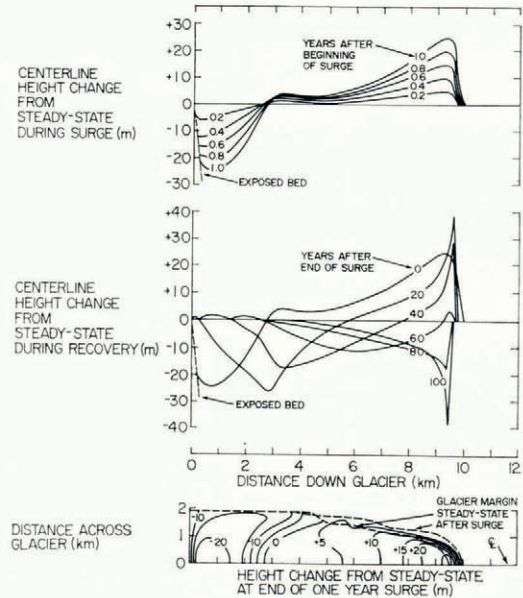 CENTERLINE
HEIGHT CHANGE
FROM
STEADY-STATE
DURING SURGE (m)
+30
+20
+10
0
-10
-20
-30
YEARS AFTER
BEGINNING
OF SURGE
1.0
0.8
0.6
0.4
0.2
0.2
0.4
0.6
0.8
1.0
EXPOSED BED
CENTERLINE
HEIGHT CHANGE
FROM
STEADY-STATE
DURING RECOVERY (m)
+40
+30
+20
+10
0
-10
-20
-30
-40
YEARS AFTER
END OF SURGE
0
20
40
60
80
100
EXPOSED BED
0 2 4 6 8 10 12
DISTANCE DOWN GLACIER (km)
DISTANCE ACROSS
GLACIER (km)
2
1
0
GLACIER MARGIN
STEADY-STATE
AFTER SURGE
-10
-20
-10
0
+5
+10
+15
+20
℄
HEIGHT CHANGE FROM STEADY-STATE
AT END OF ONE YEAR SURGE (m)